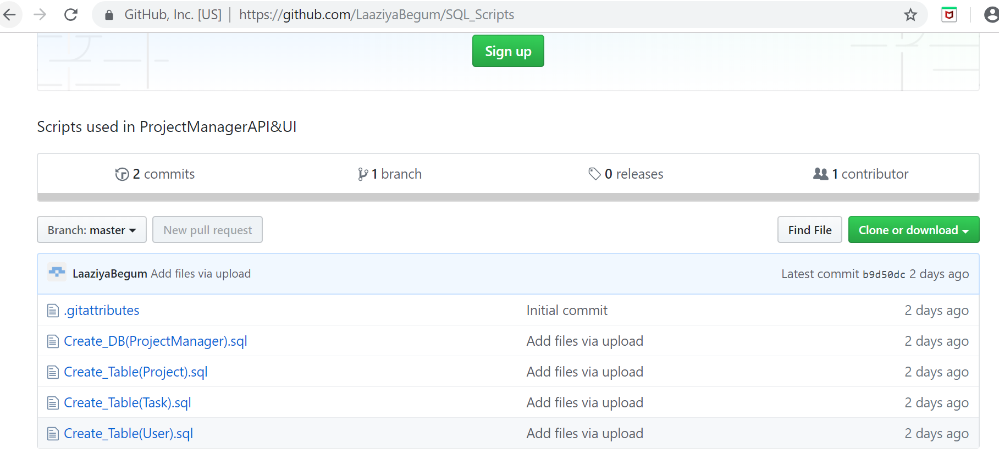 GitHub, Inc. [US] https://github.com/LaaziyaBegum/SQL_Scripts
Sign up
Scripts used in ProjectManagerAPI&UI
2 commits 1 branch 0 releases 1 contributor
Branch: master New pull request Find File Clone or download
LaaziyaBegum Add files via upload Latest commit b9d50dc 2 days ago
.gitattributes Initial commit 2 days ago
Create_DB(ProjectManager).sql Add files via upload 2 days ago
Create_Table(Project).sql Add files via upload 2 days ago
Create_Table(Task).sql Add files via upload 2 days ago
Create_Table(User).sql Add files via upload 2 days ago